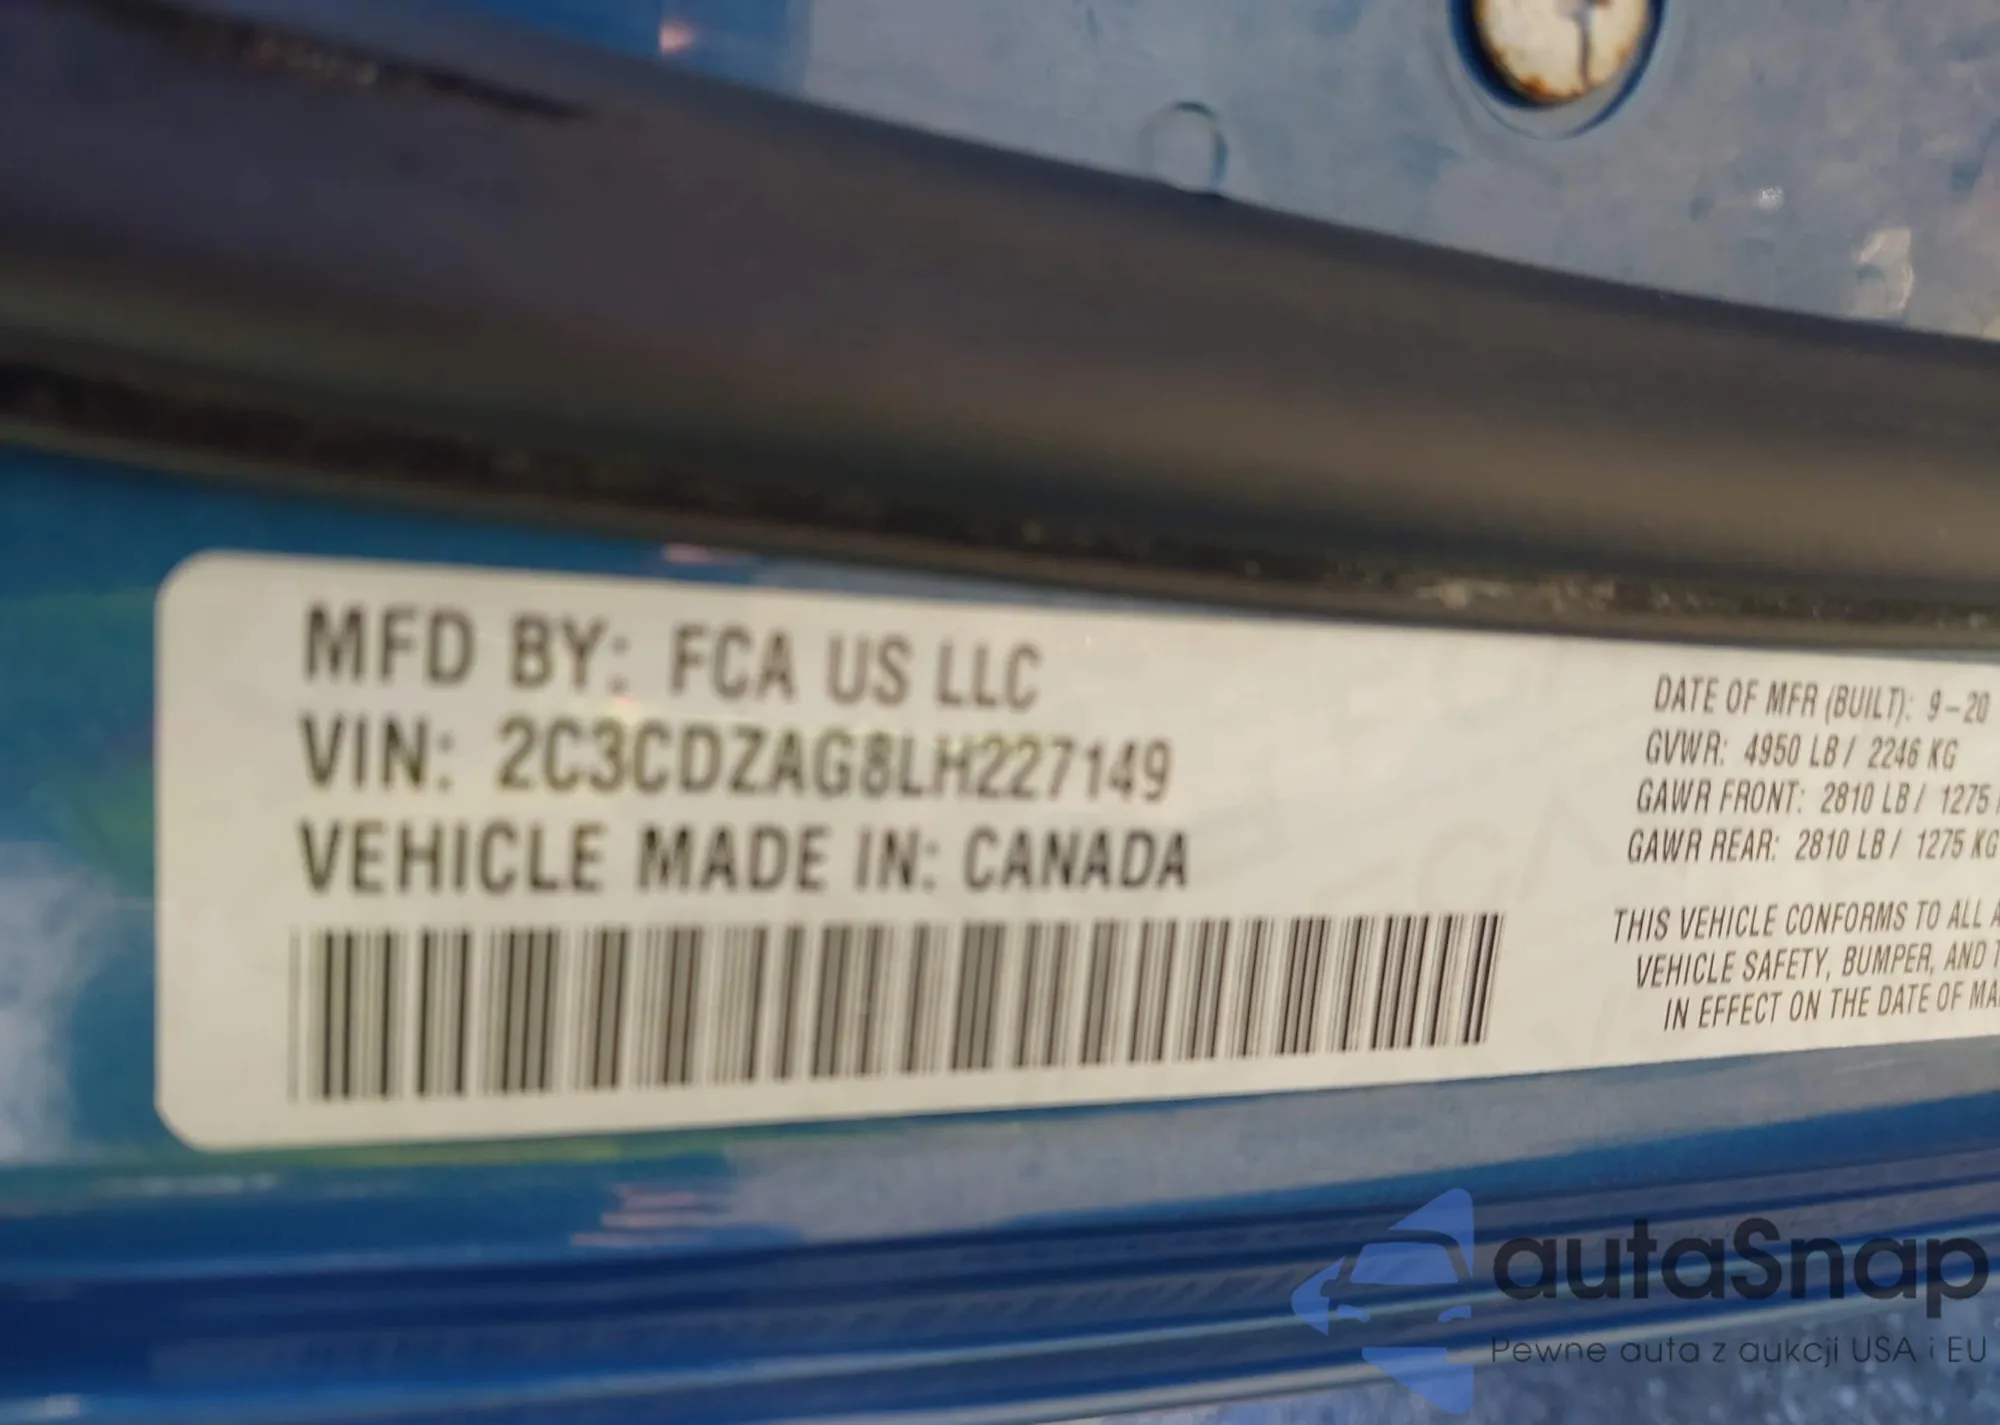 MFD BY: FCA US LLC
VIN: 2C3CDZAG8LH227149
VEHICLE MADE IN: CANADA
DATE OF MFR (BUILT): 9-20
GVWR: 4950 LB / 2246 KG
GAWR FRONT: 2810 LB / 1275
GAWR REAR: 2810 LB / 1275 KG
THIS VEHICLE CONFORMS TO ALL A
VEHICLE SAFETY, BUMPER, AND T
IN EFFECT ON THE DATE OF MA
autaSnap
Pewne auta z aukcji USA i EU